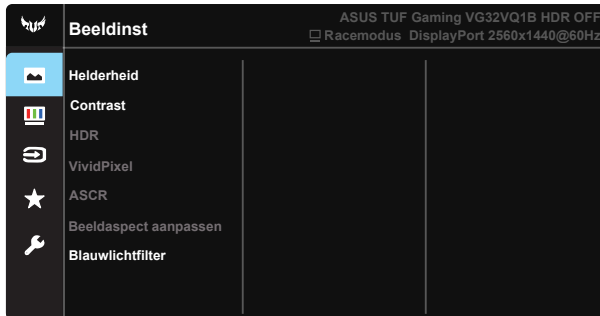 Beeldinst
ASUS TUF Gaming VG32VQ1B HDR OFF
Racemodus DisplayPort 2560x1440@60Hz
Helderheid
Contrast
HDR
VividPixel
ASCR
Beeldaspect aanpassen
Blauwlichtfilter